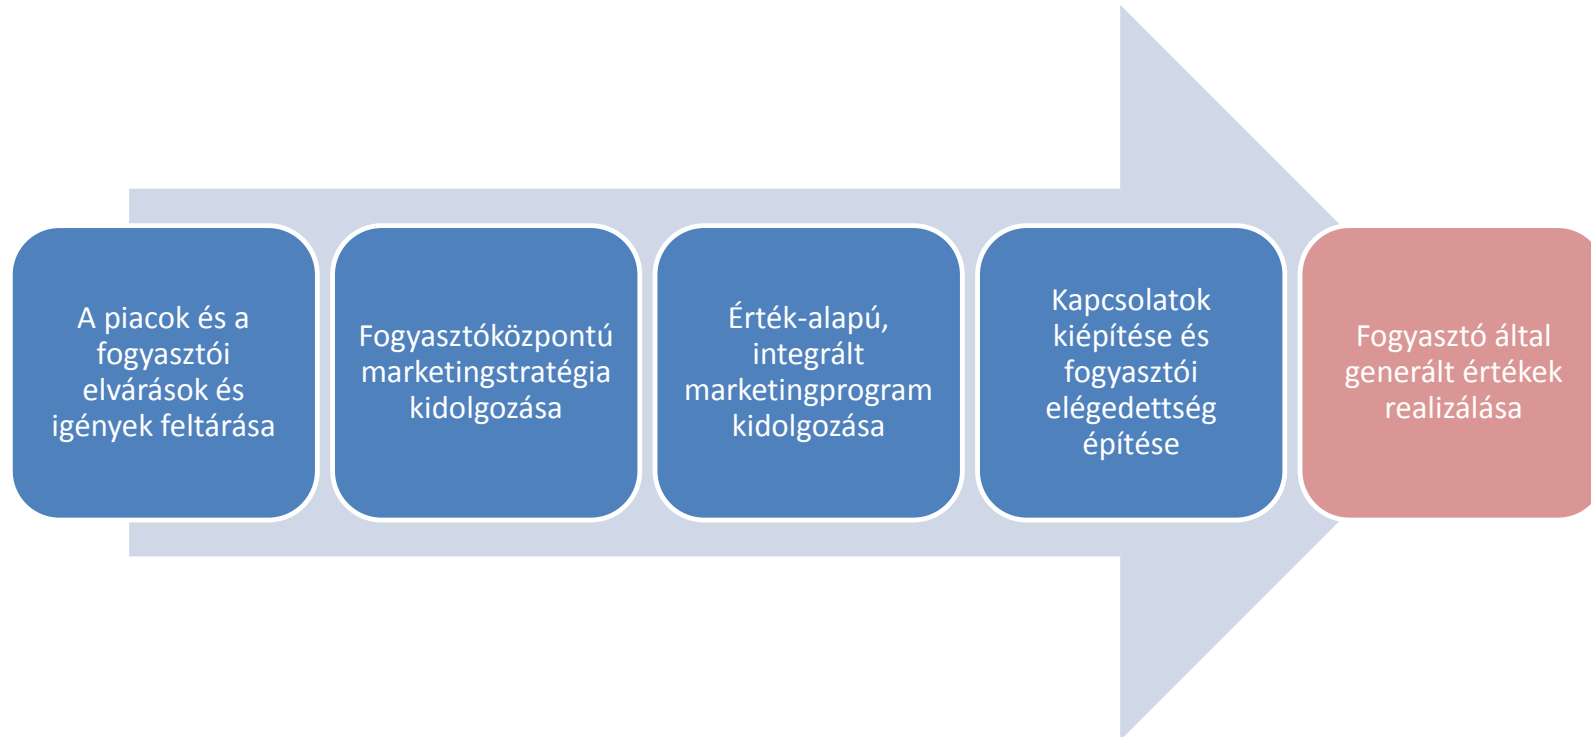 A piacok és a
fogyasztói
elvárások és
igények feltárása
Fogyasztóközpontú
marketingstratégia
kidolgozása
Érték-alapú,
integrált
marketingprogram
kidolgozása
Kapcsolatok
kiépítése és
fogyasztói
elégedettség
építése
Fogyasztó által
generált értékek
realizálása